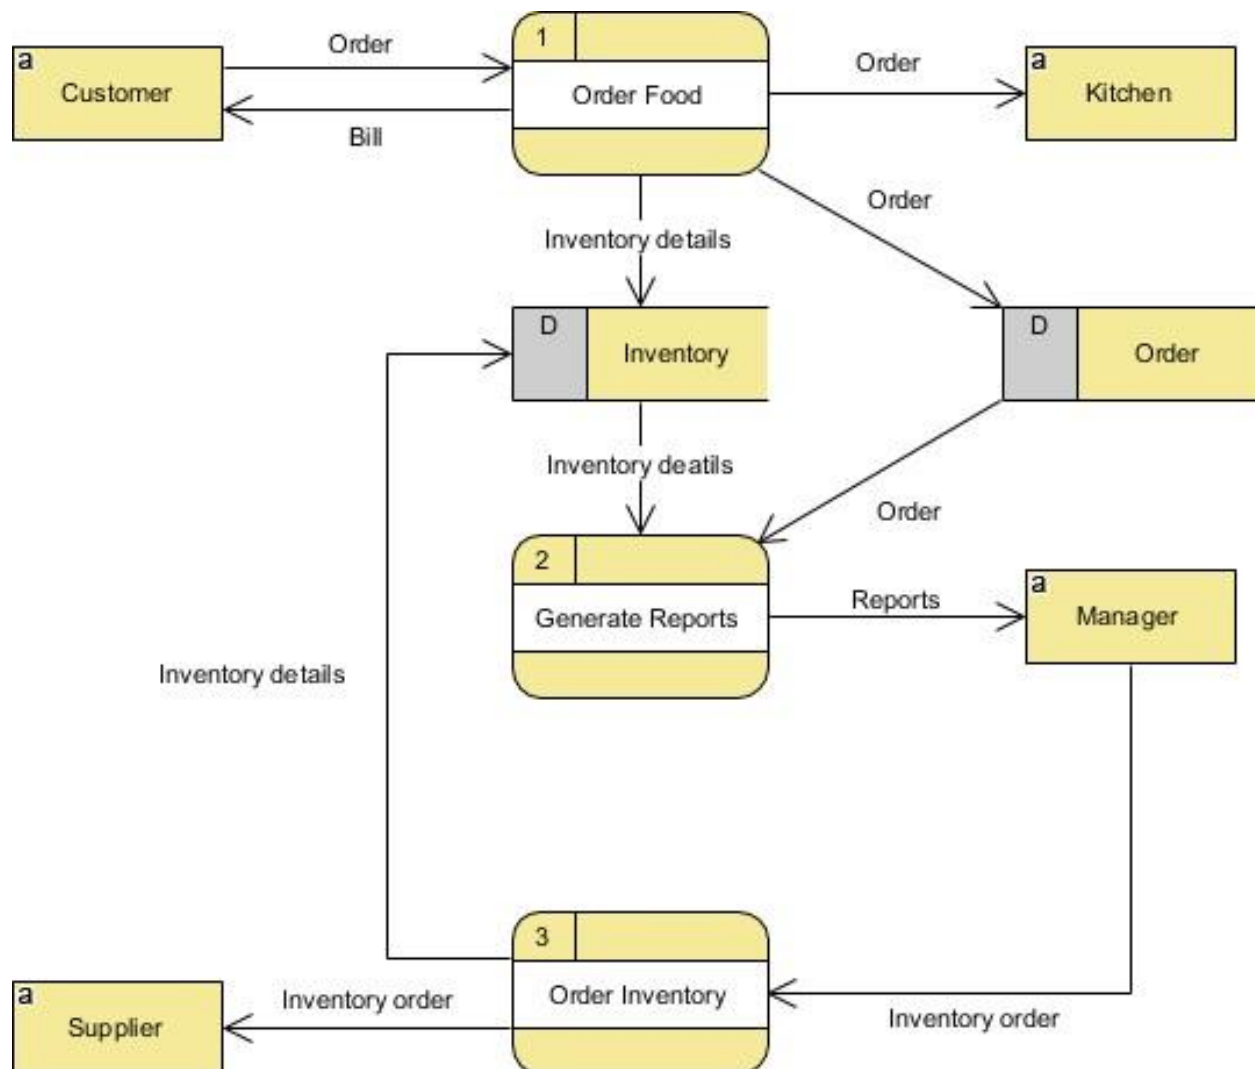 a
Customer
Order
Bill
1
Order Food
Order
a
Kitchen
Order
Inventory details
D
Inventory
D
Order
Inventory deatils
Order
2
Generate Reports
Reports
a
Manager
Inventory details
3
Order Inventory
Inventory order
Inventory order
a
Supplier